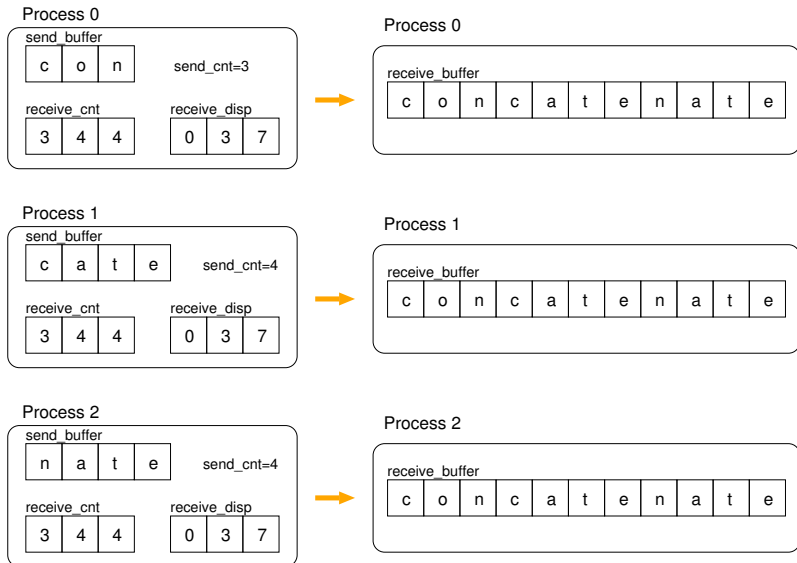 Process 0
send_buffer
c o n
send_cnt=3
receive_cnt
3 4 4
receive_disp
0 3 7
Process 0
receive_buffer
c o n c a t e n a t e
Process 1
send_buffer
c a t e
send_cnt=4
receive_cnt
3 4 4
receive_disp
0 3 7
Process 1
receive_buffer
c o n c a t e n a t e
Process 2
send_buffer
n a t e
send_cnt=4
receive_cnt
3 4 4
receive_disp
0 3 7
Process 2
receive_buffer
c o n c a t e n a t e